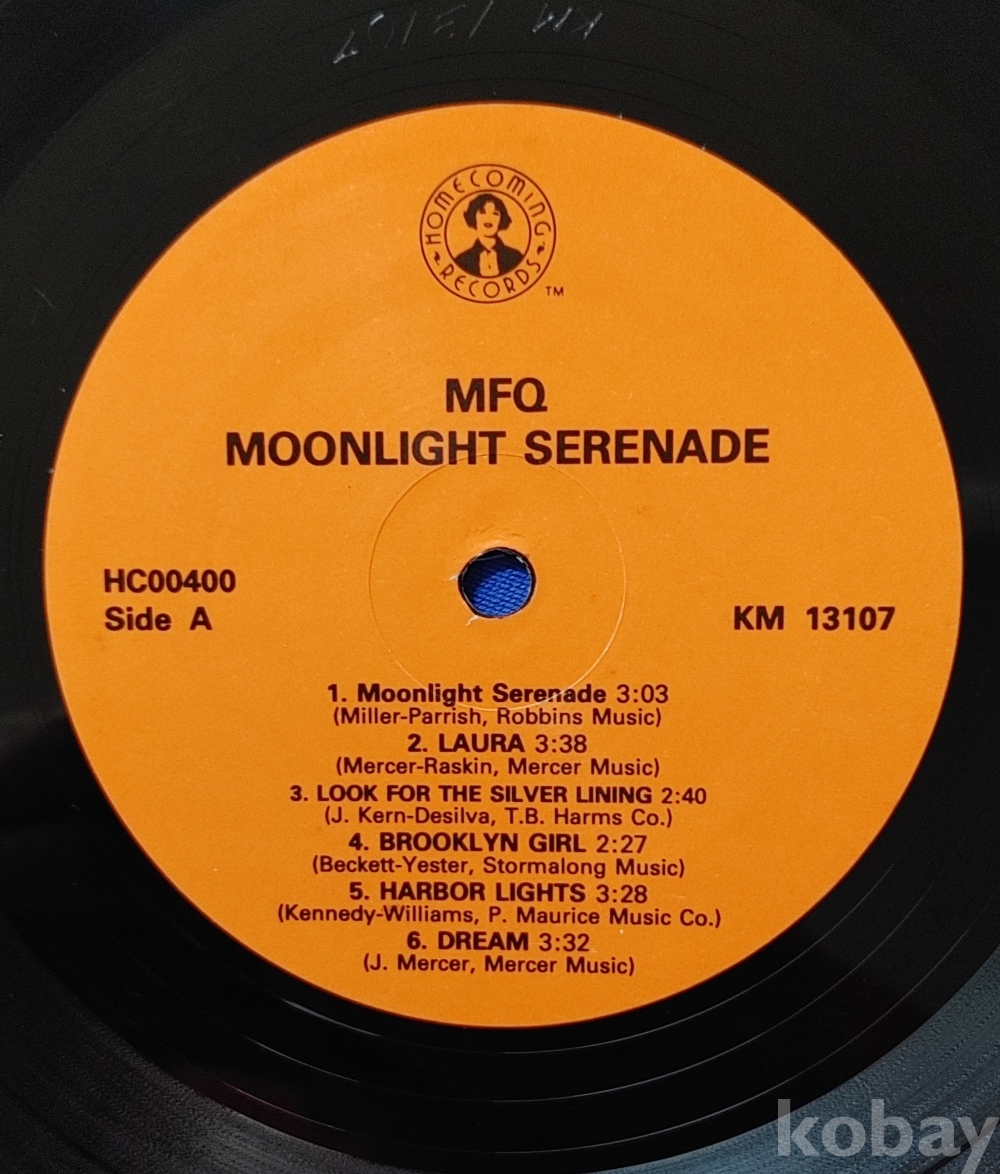 KM 13107
HOMECOMING
RECORDS
TM
MFQ
MOONLIGHT SERENADE
HC00400
Side A
KM 13107
1. Moonlight Serenade 3:03
(Miller-Parrish, Robbins Music)
2. LAURA 3:38
(Mercer-Raskin, Mercer Music)
3. LOOK FOR THE SILVER LINING 2:40
(J. Kern-Desilva, T.B. Harms Co.)
4. BROOKLYN GIRL 2:27
(Beckett-Yester, Stormalong Music)
5. HARBOR LIGHTS 3:28
(Kennedy-Williams, P. Maurice Music Co.)
6. DREAM 3:32
(J. Mercer, Mercer Music)
kobay